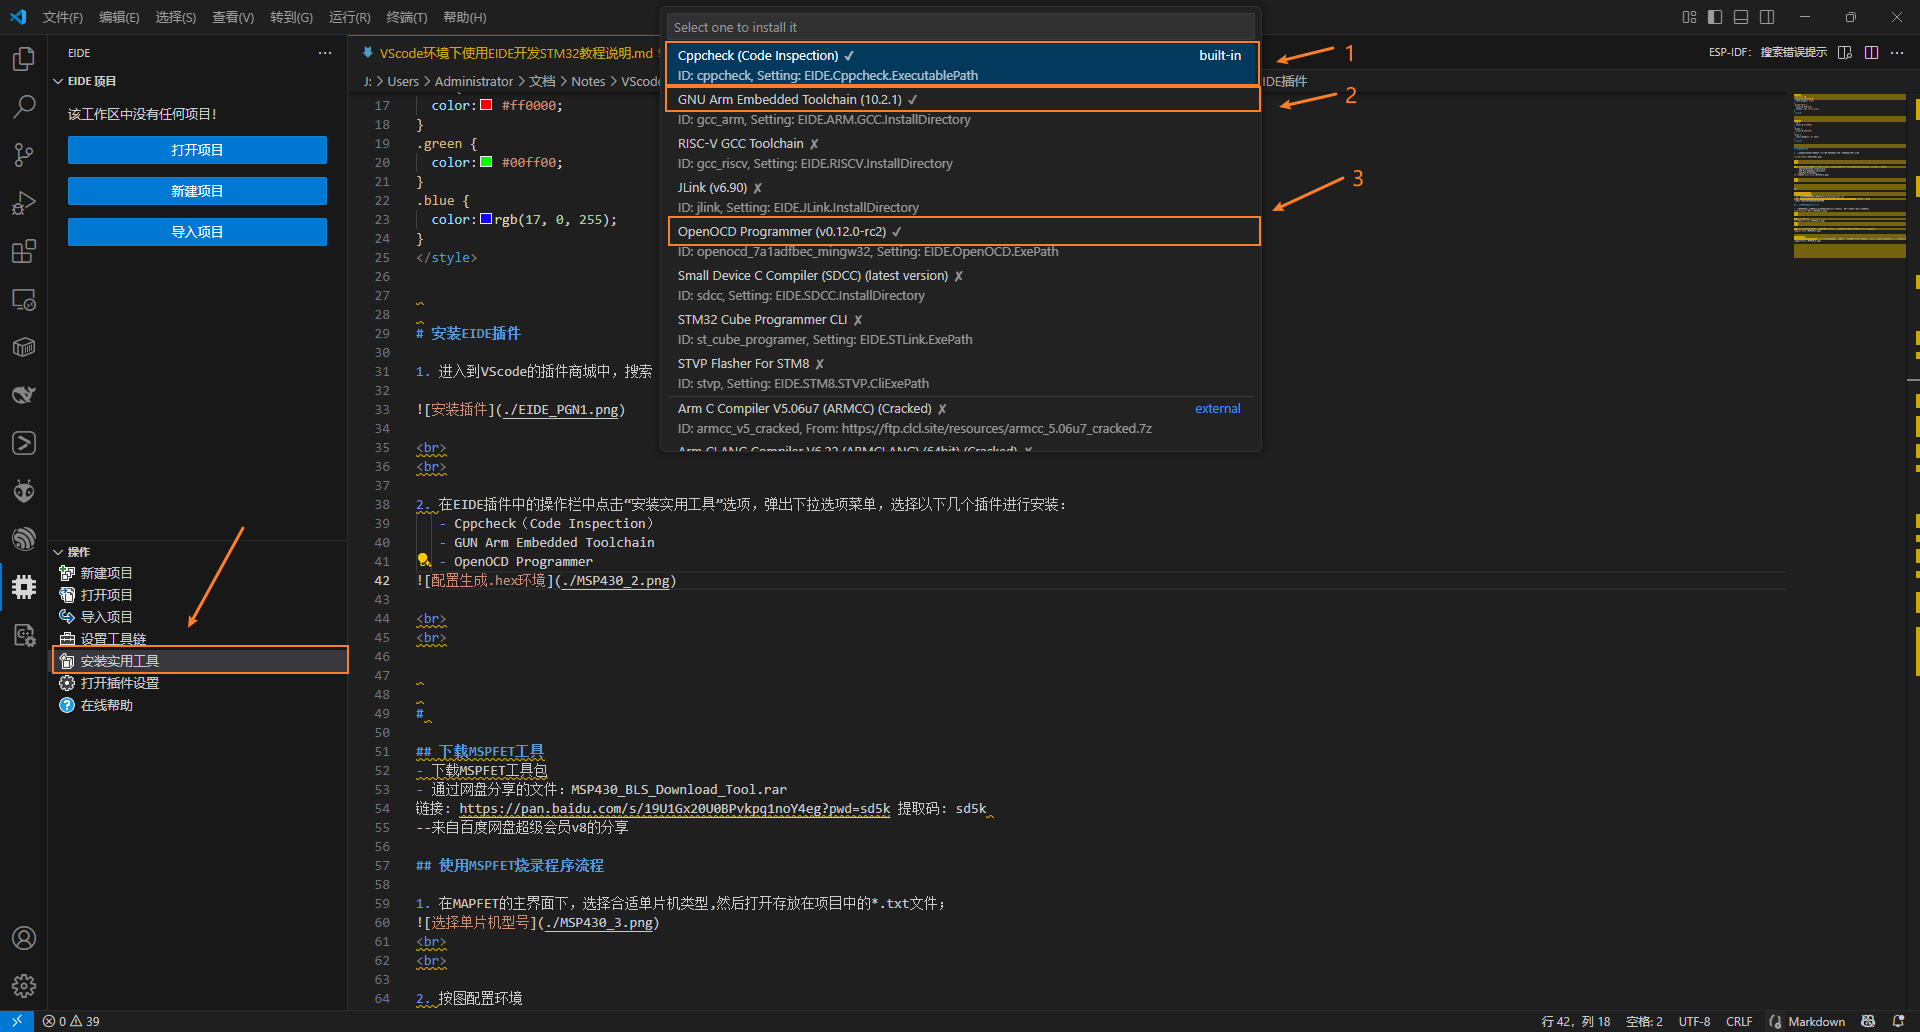 文件(F) 编辑(E) 选择(S) 查看(V) 转到(G) 运行(R) 终端(T) 帮助(H)
Select one to install it
EIDE
EIDE 项目
该工作区中没有任何项目!
打开项目
新建项目
导入项目
操作
新建项目
打开项目
导入项目
设置工具链
安装实用工具
打开插件设置
在线帮助
VScode环境下使用EIDE开发STM32教程说明.md
ESP-IDF: 搜索错误提示
J: > Users > Administrator > 文档 > Notes > VScode
IDE插件
Cppcheck (Code Inspection) ✓ built-in
ID: cppcheck, Setting: EIDE.Cppcheck.ExecutablePath
GNU Arm Embedded Toolchain (10.2.1) ✓
ID: gcc_arm, Setting: EIDE.ARM.GCC.InstallDirectory
RISC-V GCC Toolchain ✗
ID: gcc_riscv, Setting: EIDE.RISCV.InstallDirectory
JLink (v6.90) ✗
ID: jlink, Setting: EIDE.JLink.InstallDirectory
OpenOCD Programmer (v0.12.0-rc2) ✓
ID: openocd_7a1adfbec_mingw32, Setting: EIDE.OpenOCD.ExePath
Small Device C Compiler (SDCC) (latest version) ✗
ID: sdcc, Setting: EIDE.SDCC.InstallDirectory
STM32 Cube Programmer CLI ✗
ID: st_cube_programer, Setting: EIDE.STLink.ExePath
STVP Flasher For STM8 ✗
ID: stvp, Setting: EIDE.STM8.STVP.CliExePath
Arm C Compiler V5.06u7 (ARMCC) (Cracked) ✗ external
ID: armcc_v5_cracked, From: https://ftp.clcl.site/resources/armcc_5.06u7_cracked.7z
Arm CLANG Compiler V6.22 (ARMCLANG) (64bit) (Cracked) ✗
1
2
3
17 color: #ff0000;
18 }
19 .green {
20 color: #00ff00;
21 }
22 .blue {
23 color: rgb(17, 0, 255);
24 }
25 </style>
26
27
28
29 # 安装EIDE插件
30
31 1. 进入到VScode的插件商城中，搜索
32
33 ![安装插件](./EIDE_PGN1.png)
34
35 <br>
36 <br>
37
38 2. 在EIDE插件中的操作栏中点击“安装实用工具”选项，弹出下拉选项菜单，选择以下几个插件进行安装：
39 - Cppcheck（Code Inspection）
40 - GUN Arm Embedded Toolchain
41 - OpenOCD Programmer
42 ![配置生成.hex环境](./MSP430_2.png)
43
44 <br>
45 <br>
46
47
48
49 #
50
51 ## 下载MSPFET工具
52 - 下载MSPFET工具包
53 - 通过网盘分享的文件：MSP430_BLS_Download_Tool.rar
54 链接: https://pan.baidu.com/s/19U1Gx20U0BPvkpq1noY4eg?pwd=sd5k 提取码: sd5k
55 --来自百度网盘超级会员v8的分享
56
57 ## 使用MSPFET烧录程序流程
58
59 1. 在MAPFET的主界面下，选择合适单片机类型,然后打开存放在项目中的*.txt文件；
60 ![选择单片机型号](./MSP430_3.png)
61 <br>
62 <br>
63
64 2. 按图配置环境
0 39
行 42，列 18 空格: 2 UTF-8 CRLF Markdown